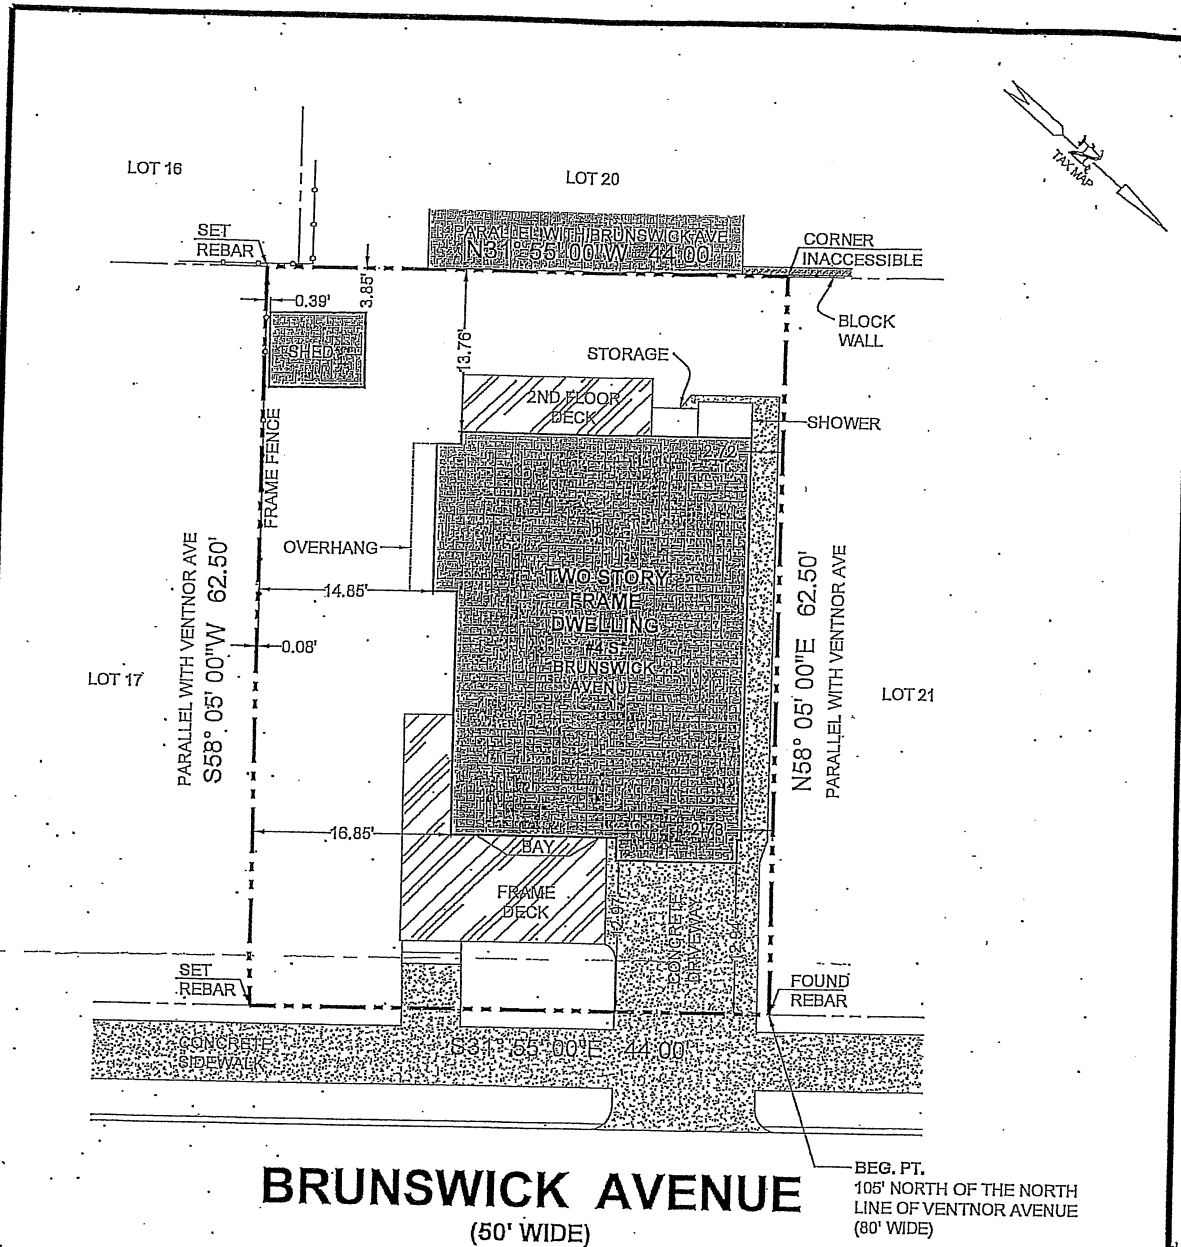 TAX MAP
LOT 16
LOT 20
SET
REBAR
PARALLEL WITH BRUNSWICK AVE
N31° 55' 00"W 44.00'
CORNER
INACCESSIBLE
0.39'
3.85'
BLOCK
WALL
SHED
13.76'
STORAGE
2ND FLOOR
DECK
SHOWER
2.72'
FRAME FENCE
OVERHANG
14.85'
TWO STORY
FRAME
DWELLING
#4 S.
BRUNSWICK
AVENUE
PARALLEL WITH VENTNOR AVE
S58° 05' 00"W 62.50'
0.08'
N58° 05' 00"E 62.50'
PARALLEL WITH VENTNOR AVE
LOT 17
LOT 21
16.85'
2.73'
BAY
FRAME
DECK
CONCRETE
DRIVEWAY
12.94'
SET
REBAR
FOUND
REBAR
CONCRETE
SIDEWALK
S31° 55' 00"E 44.00'
BRUNSWICK AVENUE
(50' WIDE)
BEG. PT.
105' NORTH OF THE NORTH
LINE OF VENTNOR AVENUE
(80' WIDE)